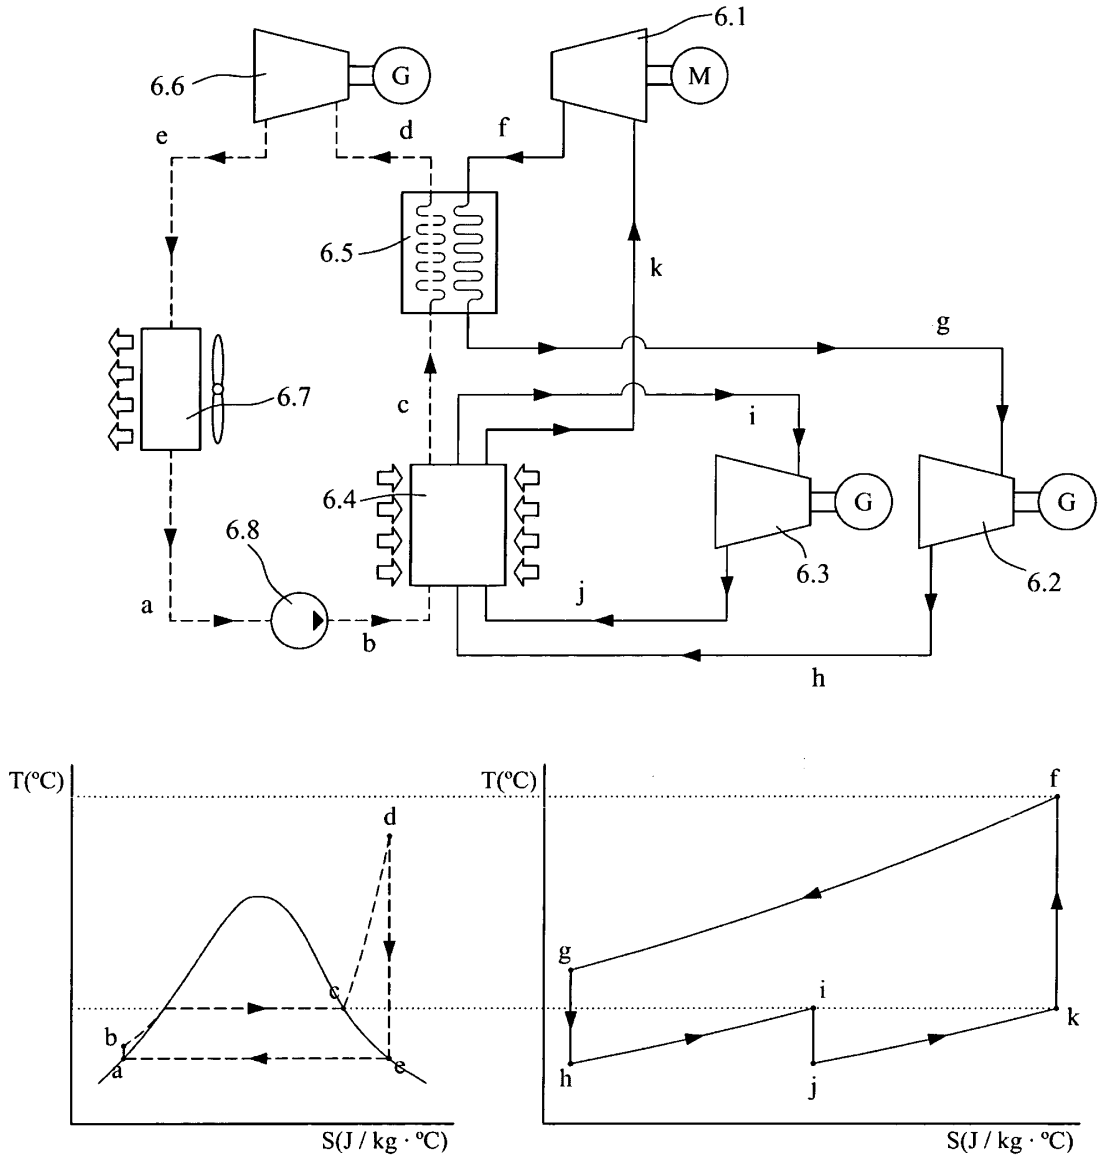 6.1
6.6
G
M
e
d
f
6.5
k
g
6.7
c
i
6.4
G
G
6.8
6.3
6.2
a
j
b
h
T(ºC)
T(ºC)
f
d
g
c
i
b
k
a
e
h
j
S(J / kg · ºC)
S(J / kg · ºC)